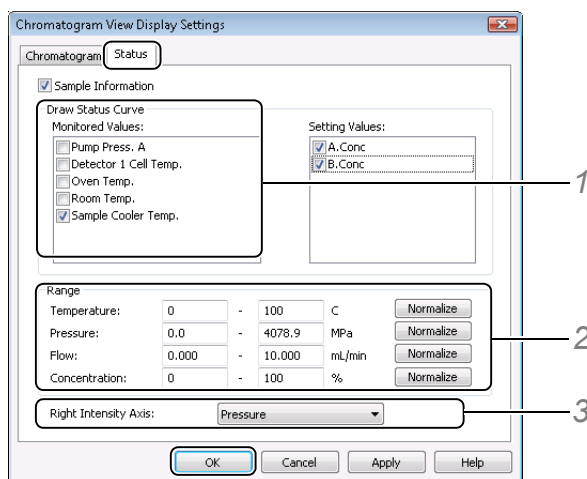 Chromatogram View Display Settings
Chromatogram Status
Sample Information
Draw Status Curve
Monitored Values: Setting Values:
Pump Press. A A.Conc
Detector 1 Cell Temp. B.Conc
Oven Temp.
Room Temp.
Sample Cooler Temp.
1
Range
Temperature: 0 - 100 C Normalize
Pressure: 0.0 - 4078.9 MPa Normalize
Flow: 0.000 - 10.000 mL/min Normalize
Concentration: 0 - 100 % Normalize
2
Right Intensity Axis: Pressure
3
OK Cancel Apply Help